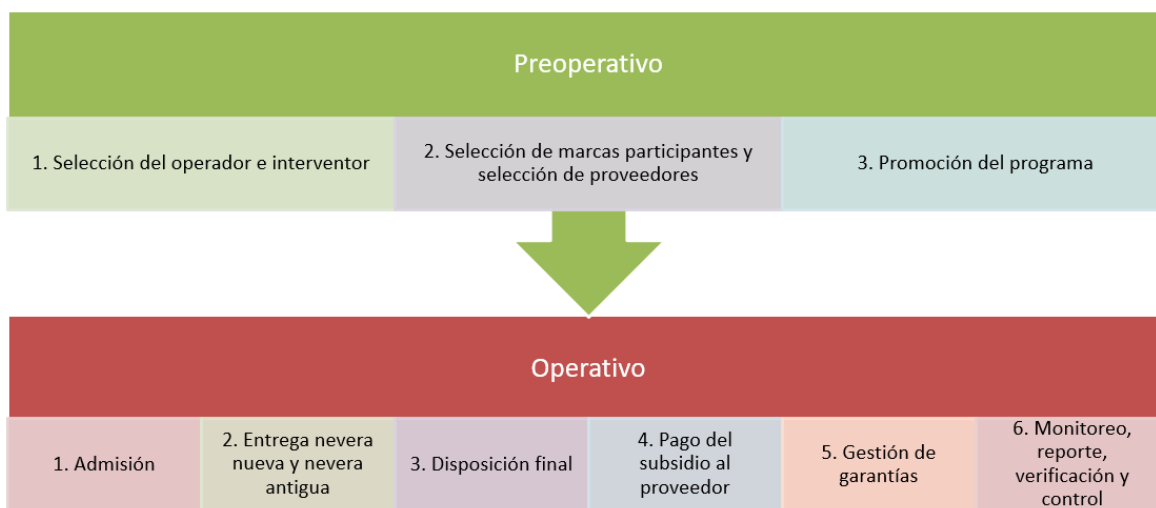 Preoperativo
1. Selección del operador e interventor
2. Selección de marcas participantes y
selección de proveedores
3. Promoción del programa
Operativo
1. Admisión
2. Entrega nevera
nueva y nevera
antigua
3. Disposición final
4. Pago del
subsidio al
proveedor
5. Gestión de
garantías
6. Monitoreo,
reporte,
verificación y
control